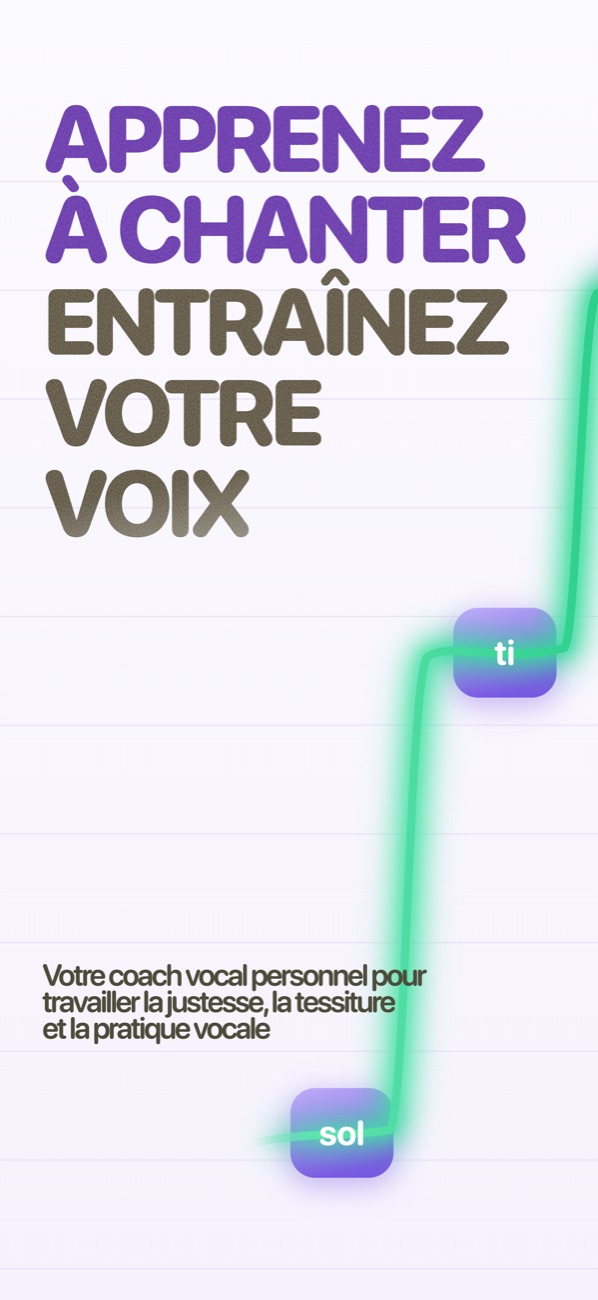 APPRENEZ
À CHANTER
ENTRAÎNEZ
VOTRE
VOIX
ti
Votre coach vocal personnel pour
travailler la justesse, la tessiture
et la pratique vocale
sol